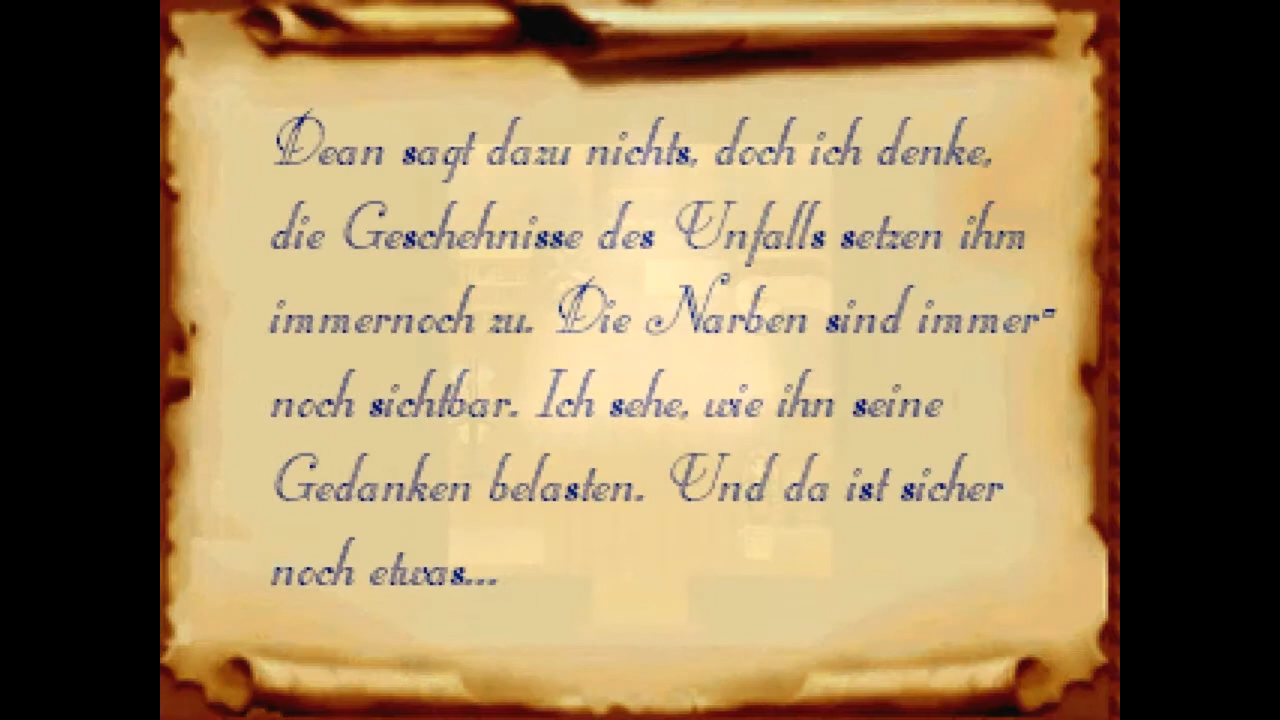 Dean sagt dazu nichts, doch ich denke,
die Geschehnisse des Unfalls setzen ihm
immernoch zu. Die Narben sind immer-
noch sichtbar. Ich sehe, wie ihn seine
Gedanken belasten. Und da ist sicher
noch etwas...